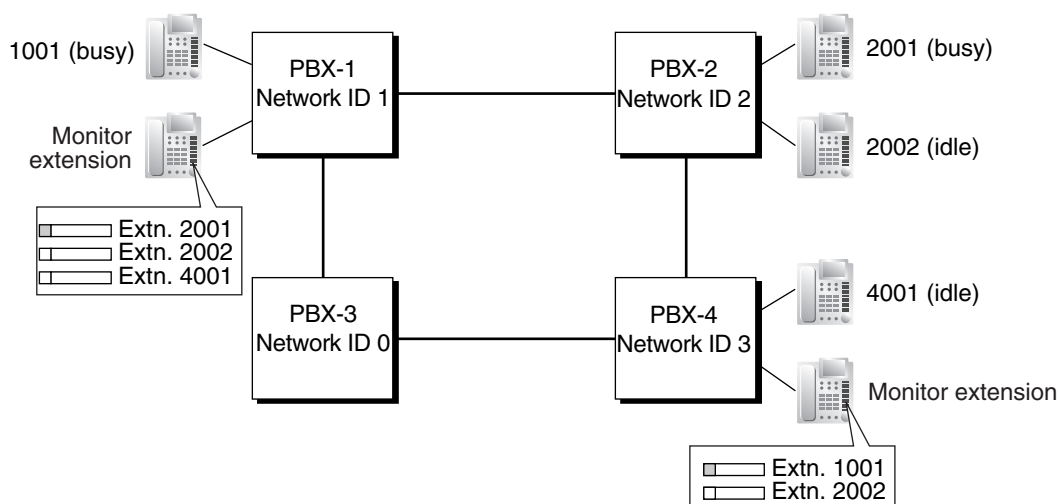 1001 (busy)
PBX-1
Network ID 1
PBX-2
Network ID 2
2001 (busy)
Monitor
extension
2002 (idle)
Extn. 2001
Extn. 2002
Extn. 4001
PBX-3
Network ID 0
PBX-4
Network ID 3
4001 (idle)
Monitor extension
Extn. 1001
Extn. 2002